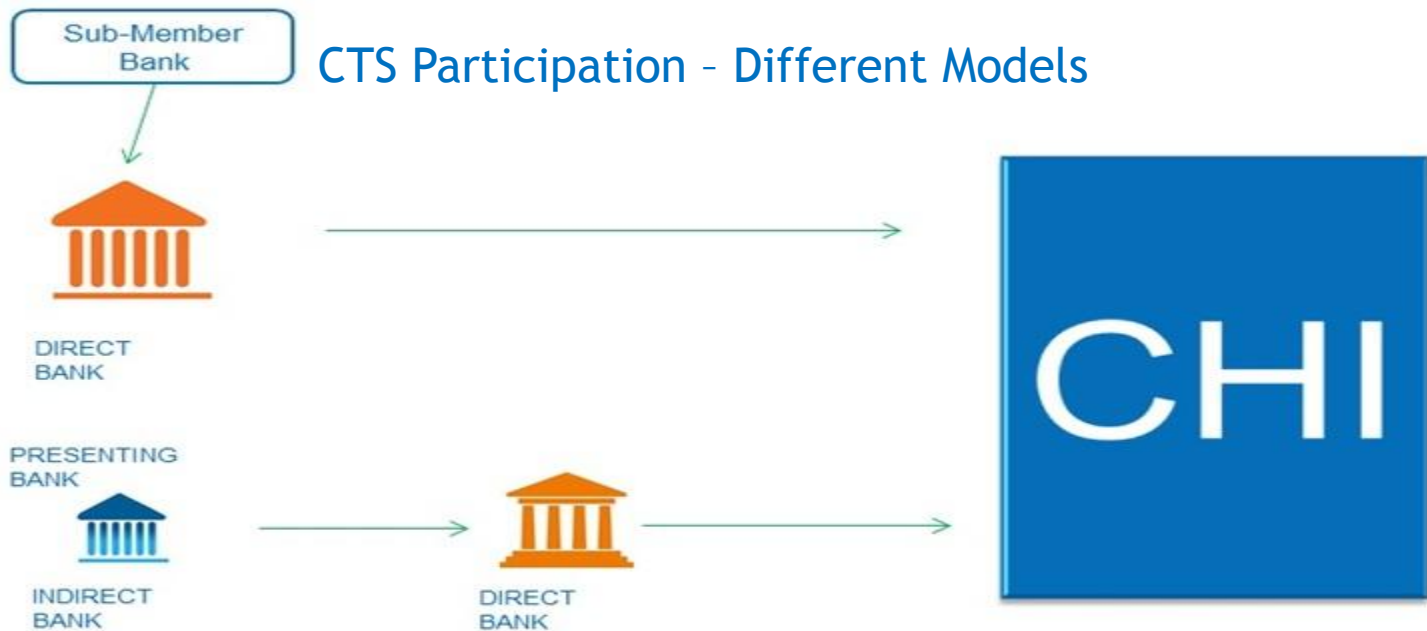 Sub-Member
Bank
CTS Participation – Different Models
DIRECT
BANK
CHI
PRESENTING
BANK
INDIRECT
BANK
DIRECT
BANK